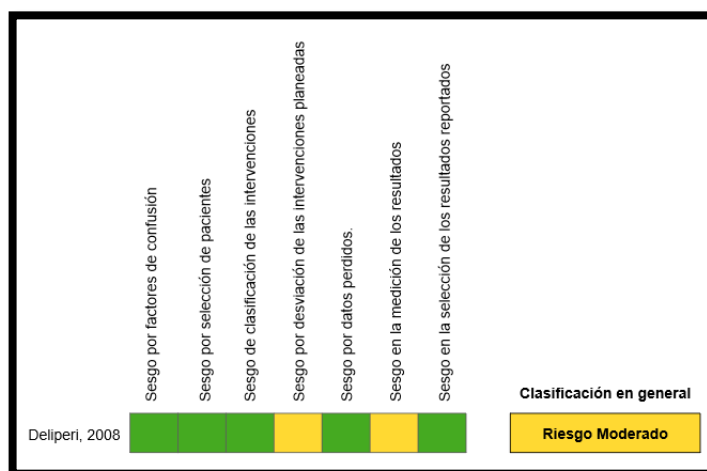 Sesgo por factores de confusión
Sesgo por selección de pacientes
Sesgo de clasificación de las intervenciones
Sesgo por desviación de las intervenciones planeadas
Sesgo por datos perdidos.
Sesgo en la medición de los resultados
Sesgo en la selección de los resultados reportados
Clasificación en general
Deliperi, 2008
Riesgo Moderado